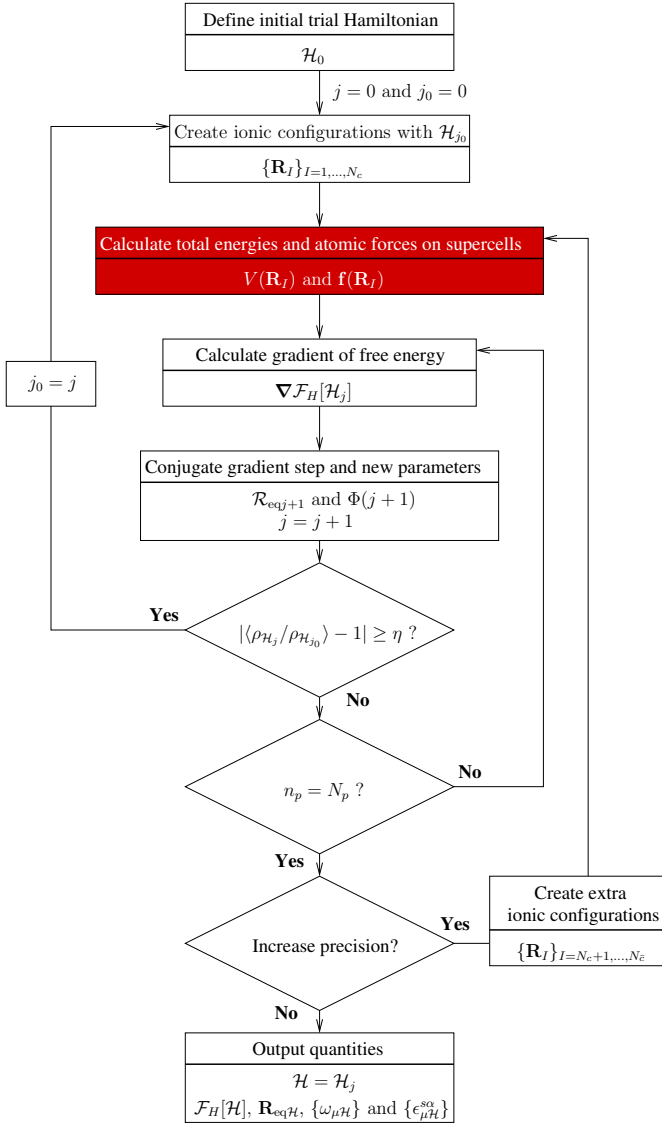 Define initial trial Hamiltonian
ℋ₀
j = 0 and j₀ = 0
Create ionic configurations with ℋ_{j₀}
{𝐑_I}_{I=1,...,N_c}
Calculate total energies and atomic forces on supercells
V(𝐑_I) and 𝐟(𝐑_I)
Calculate gradient of free energy
∇ℱ_H[ℋ_j]
j₀ = j
Conjugate gradient step and new parameters
ℛ_{eq j+1} and Φ(j + 1)
j = j + 1
Yes
|⟨ρ_{ℋ_j}/ρ_{ℋ_{j₀}}⟩ − 1| ≥ η ?
No
n_p = N_p ?
No
Yes
Increase precision?
Yes
Create extra
ionic configurations
{𝐑_I}_{I=N_c+1,...,N_{c̄}}
No
Output quantities
ℋ = ℋ_j
ℱ_H[ℋ], 𝐑_{eqℋ}, {ω_{μℋ}} and {ϵ^{sα}_{μℋ}}